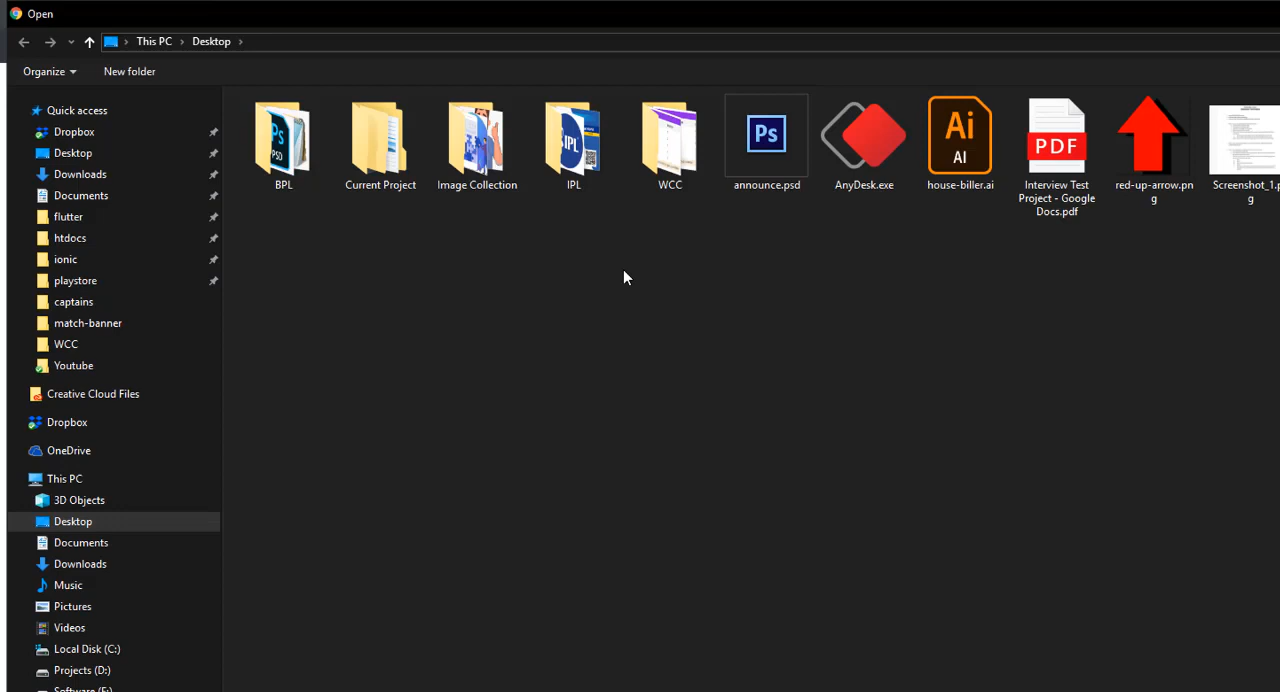 Open
This PC
Desktop
Organize
New folder
Quick access
Dropbox
Desktop
Downloads
Documents
flutter
htdocs
ionic
playstore
captains
match-banner
WCC
Youtube
Creative Cloud Files
Dropbox
OneDrive
This PC
3D Objects
Desktop
Documents
Downloads
Music
Pictures
Videos
Local Disk (C:)
Projects (D:)
Ps
PSD
BPL
Current Project
Image Collection
IPL
IPL
WCC
Ps
announce.psd
AnyDesk.exe
Ai
AI
house-biller.ai
PDF
Interview Test
Project - Google
Docs.pdf
red-up-arrow.pn
g
Screenshot_1.p
g